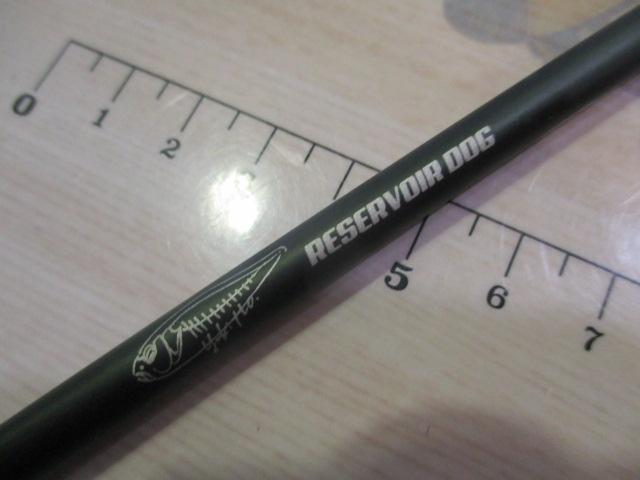 RESERVOIR DOG
0 1 2 3 5 6 7